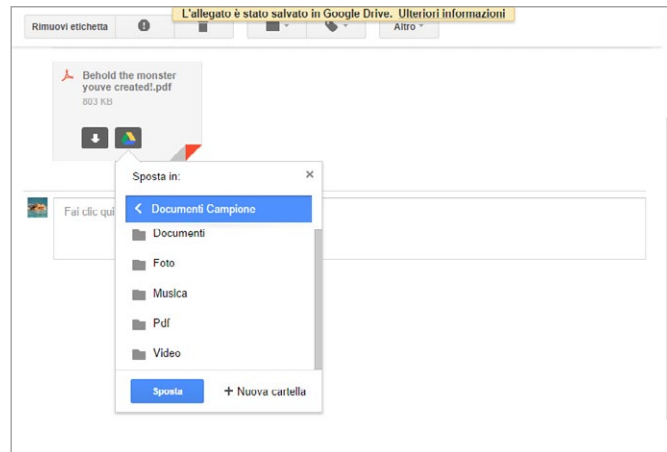 L'allegato è stato salvato in Google Drive. Ulteriori informazioni
Rimuovi etichetta
Altro
Behold the monster
youve created!.pdf
803 KB
Sposta in:
Fai clic qui
Documenti Campione
Documenti
Foto
Musica
Pdf
Video
Sposta
+ Nuova cartella